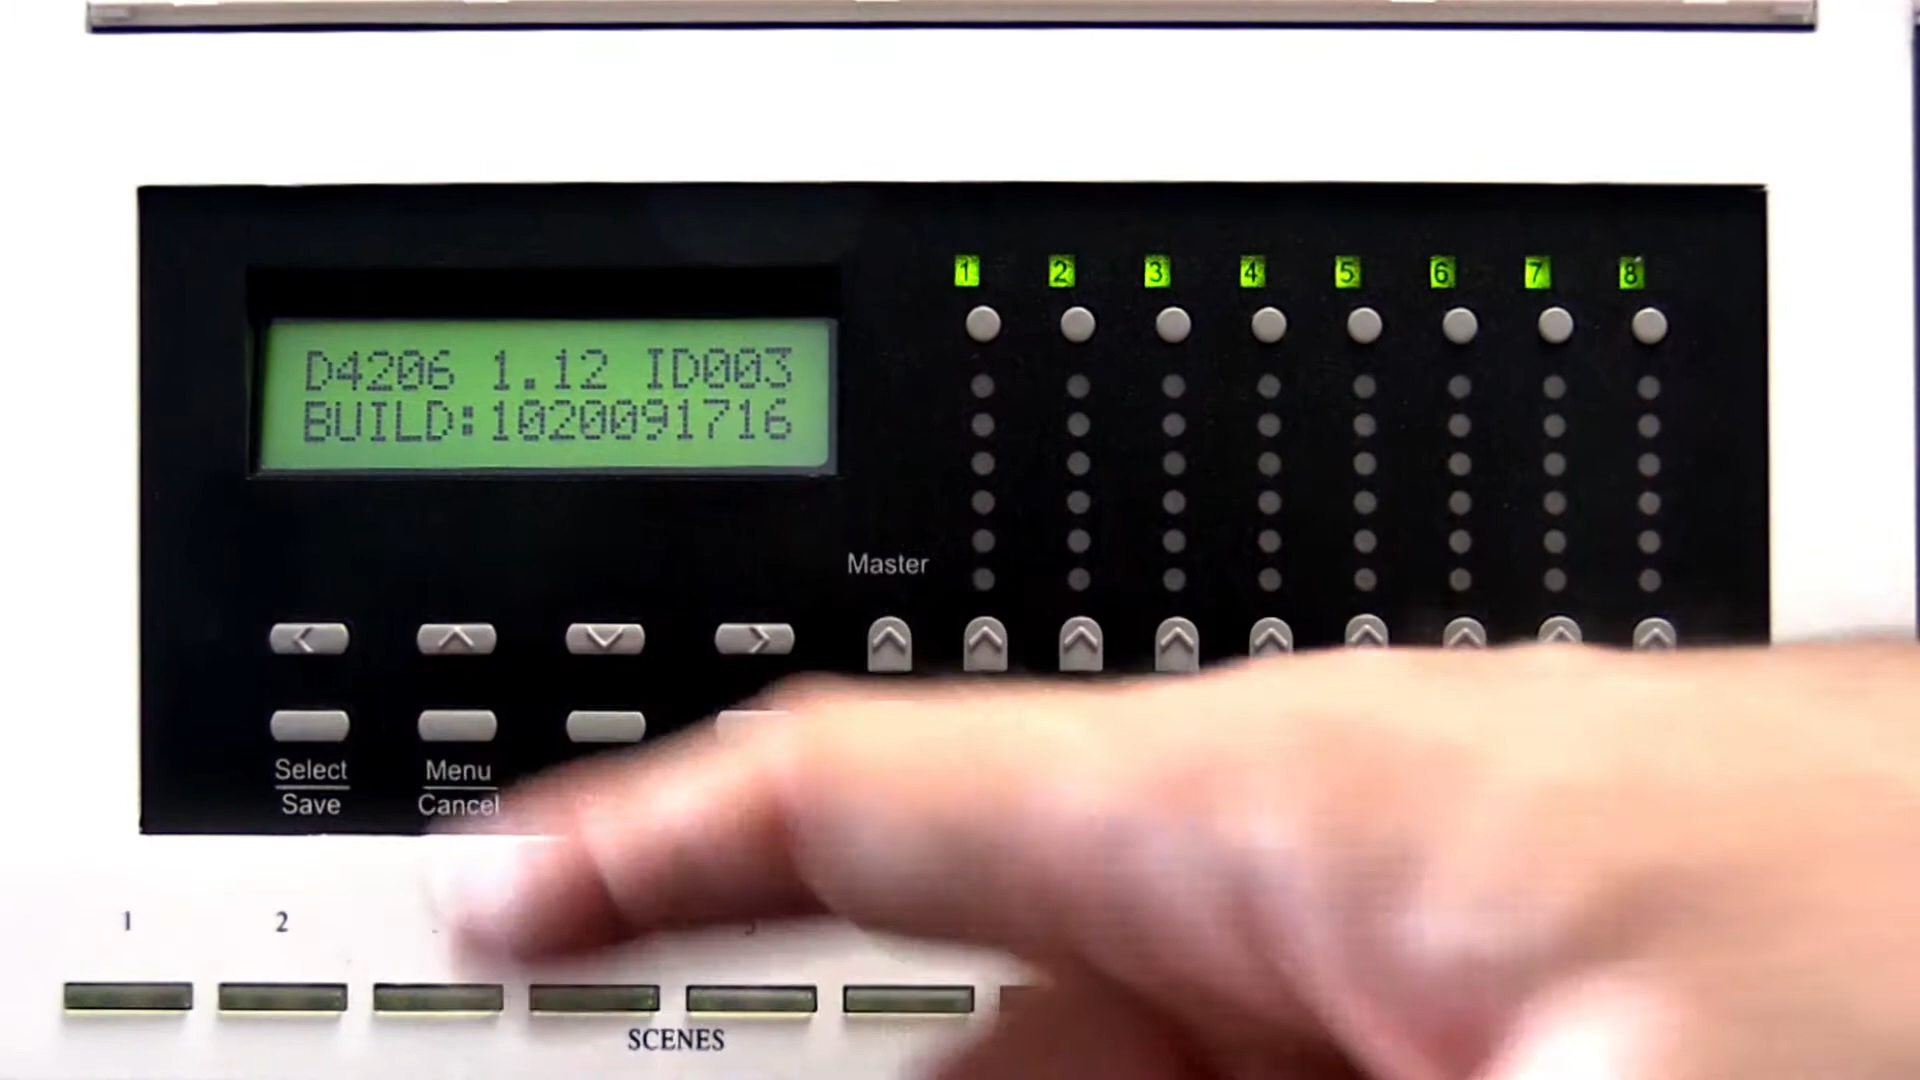 D4206 1.12 ID003
BUILD:1020091716
1 2 3 4 5 6 7 8
Master
Select
Save
Menu
Cancel
1 2
SCENES